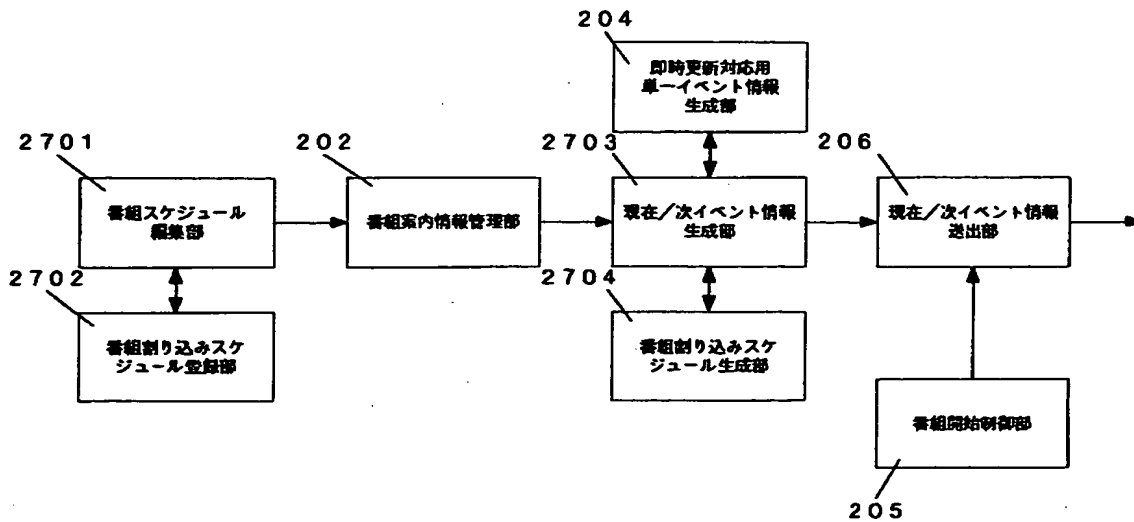 204
即時更新対応用
単一イベント情報
生成部
2701
202
2703
206
番組スケジュール
編集部
番組案内情報管理部
現在/次イベント情報
生成部
現在/次イベント情報
送出部
2702
2704
番組割り込みスケ
ジュール登録部
番組割り込みスケ
ジュール生成部
番組開始制御部
205